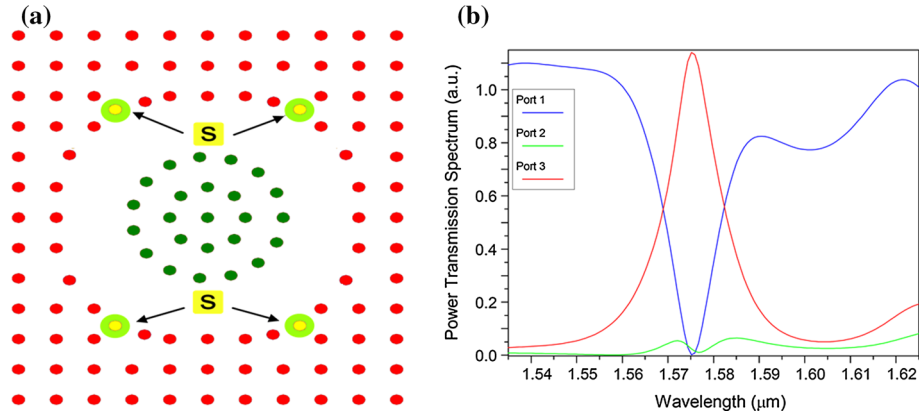 (a)
S
S
(b)
Power Transmission Spectrum (a.u.)
1.0
0.8
0.6
0.4
0.2
0.0
Port 1
Port 2
Port 3
1.54 1.55 1.56 1.57 1.58 1.59 1.60 1.61 1.62
Wavelength (μm)